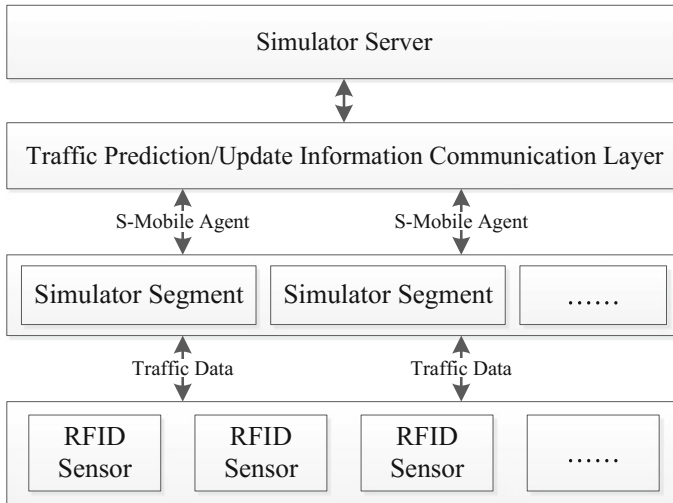 Simulator Server
Traffic Prediction/Update Information Communication Layer
S-Mobile Agent
S-Mobile Agent
Simulator Segment
Simulator Segment
......
Traffic Data
Traffic Data
RFID
Sensor
RFID
Sensor
RFID
Sensor
......